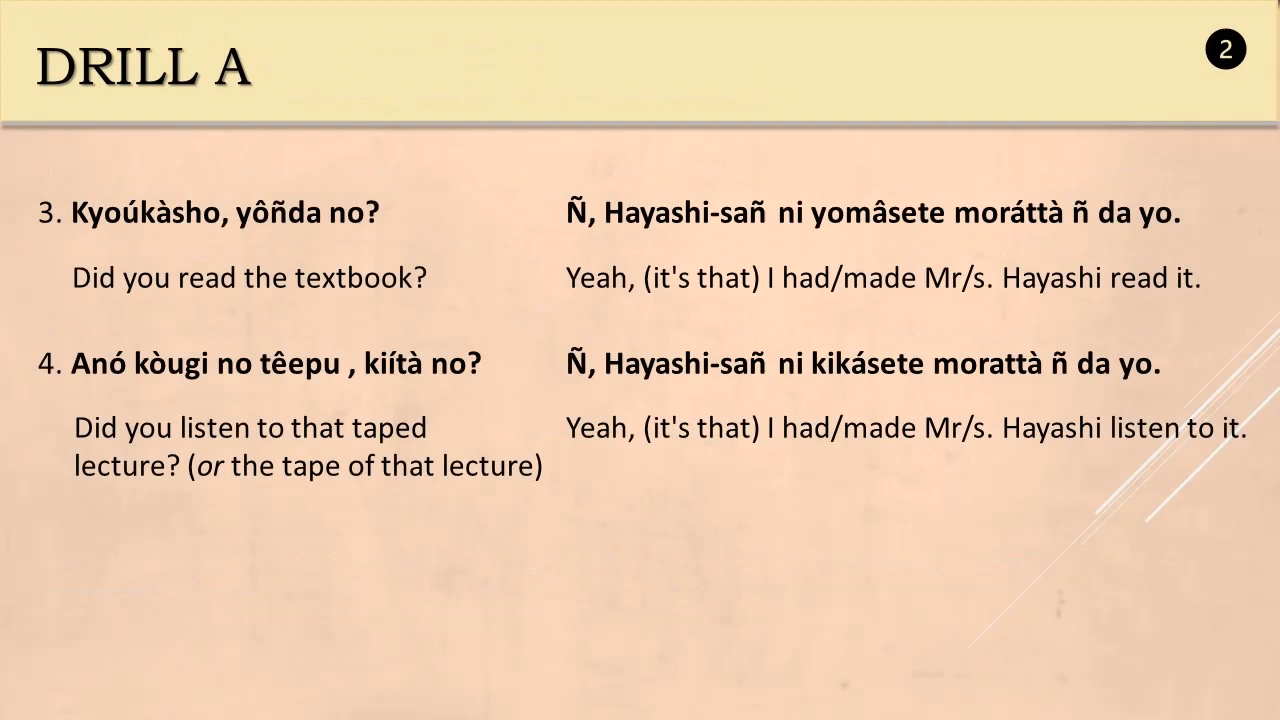 DRILL A
2
3. Kyoúkàsho, yôñda no?
Ñ, Hayashi-sañ ni yomâsete moráttà ñ da yo.
Did you read the textbook?
Yeah, (it's that) I had/made Mr/s. Hayashi read it.
4. Anó kòugi no têepu , kiítà no?
Ñ, Hayashi-sañ ni kikásete morattà ñ da yo.
Did you listen to that taped
lecture? (or the tape of that lecture)
Yeah, (it's that) I had/made Mr/s. Hayashi listen to it.